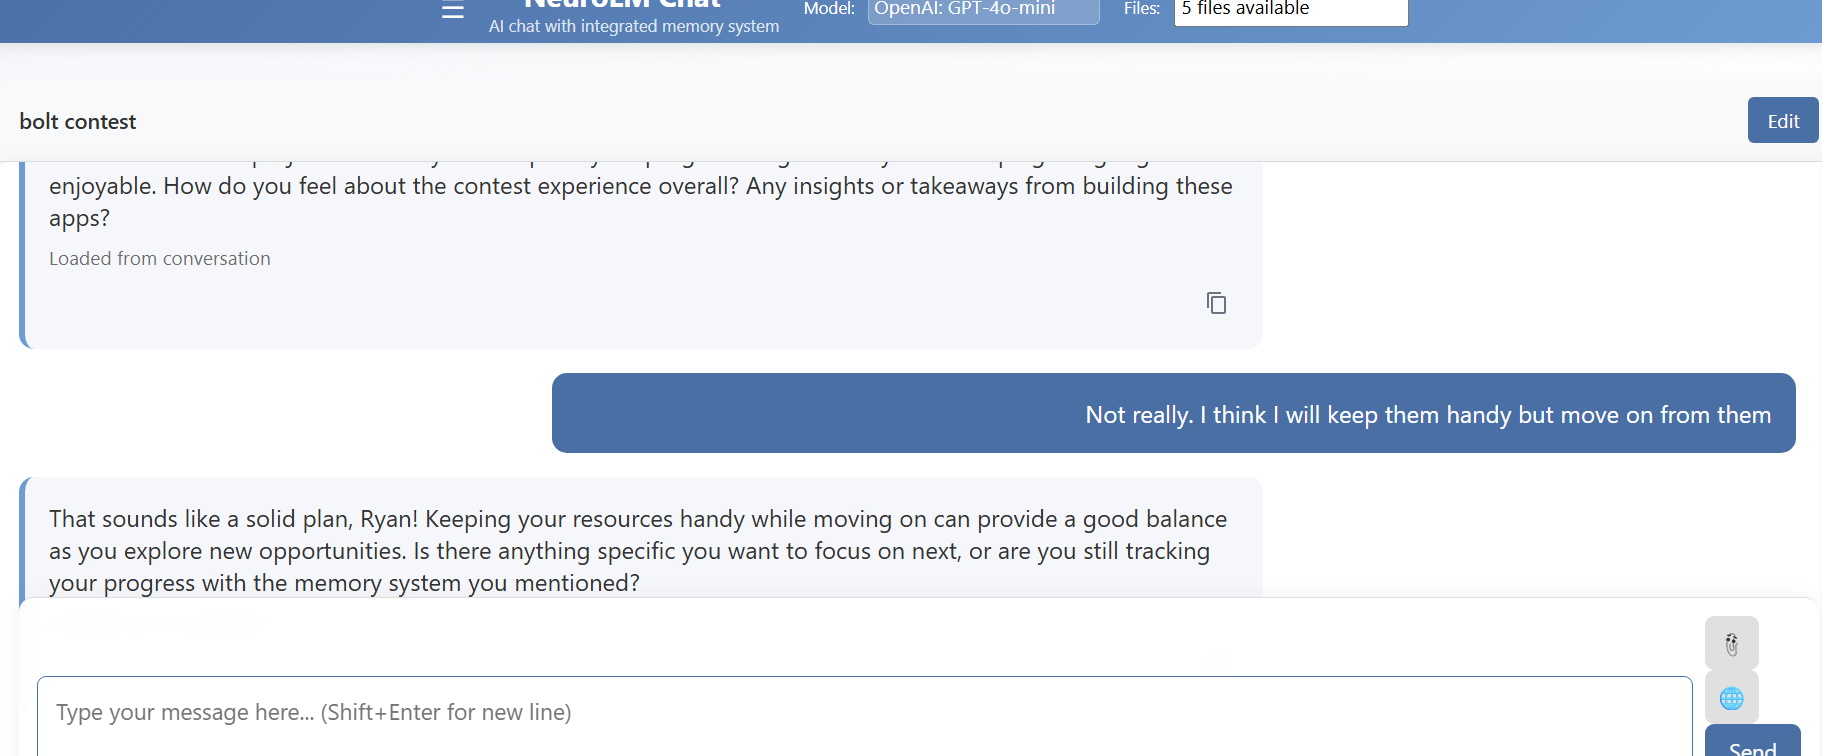 NeuroLM Chat
AI chat with integrated memory system
Model:
OpenAI: GPT-4o-mini
Files:
5 files available
bolt contest
Edit
enjoyable. How do you feel about the contest experience overall? Any insights or takeaways from building these
apps?
Loaded from conversation
Not really. I think I will keep them handy but move on from them
That sounds like a solid plan, Ryan! Keeping your resources handy while moving on can provide a good balance
as you explore new opportunities. Is there anything specific you want to focus on next, or are you still tracking
your progress with the memory system you mentioned?
Type your message here... (Shift+Enter for new line)
Send